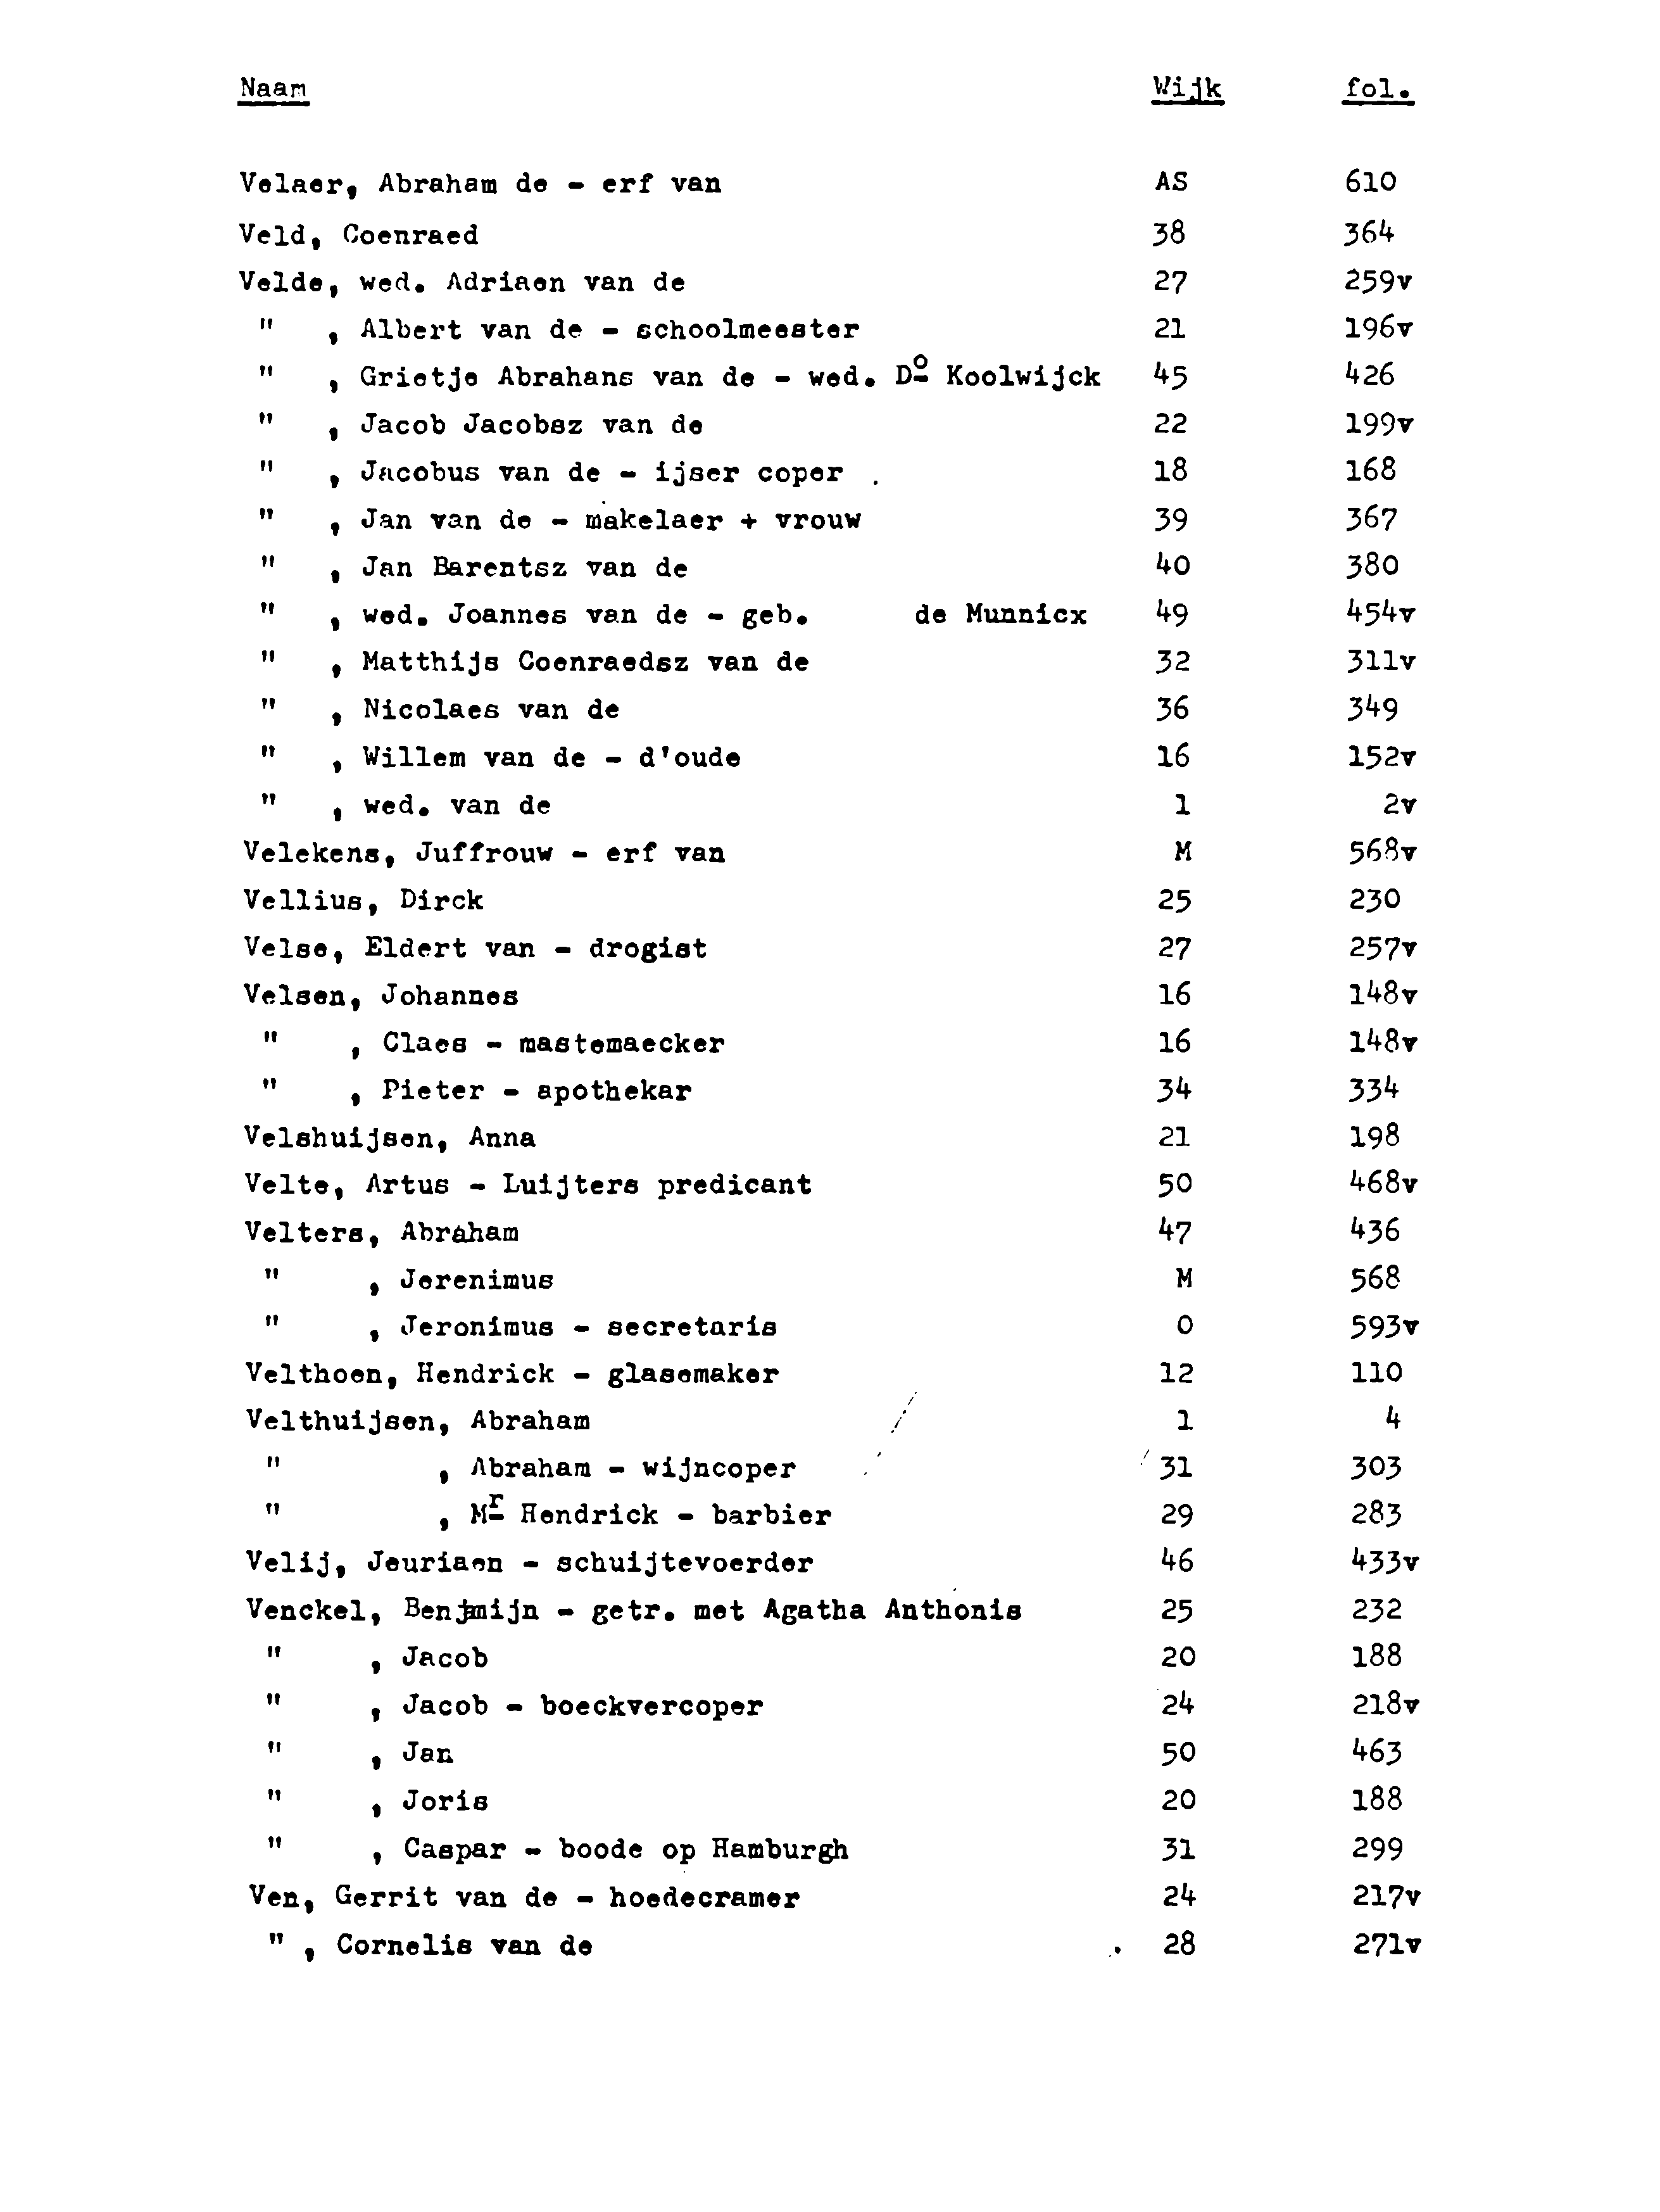 Naam Wijk fol.
Velaer, Abraham de - erf van AS 610
Veld, Coenraed 38 364
Velde, wed. Adriaen van de 27 259v
" , Albert van de - schoolmeester 21 196v
" , Grietje Abrahans van de - wed. Do Koolwijck 45 426
" , Jacob Jacobsz van de 22 199v
" , Jacobus van de - ijser coper 18 168
" , Jan van de - makelaer + vrouw 39 367
" , Jan Barentsz van de 40 380
" , wed. Joannes van de - geb. de Munnicx 49 454v
" , Matthijs Coenraedsz van de 32 311v
" , Nicolaes van de 36 349
" , Willem van de - d'oude 16 152v
" , wed. van de 1 2v
Velekens, Juffrouw - erf van M 568v
Vellius, Dirck 25 230
Velse, Eldert van - drogist 27 257v
Velsen, Johannes 16 148v
" , Claes - mastemaecker 16 148v
" , Pieter - apothekar 34 334
Velshuijsen, Anna 21 198
Velte, Artus - Luijters predicant 50 468v
Velters, Abraham 47 436
" , Jerenimus M 568
" , Jeronimus - secretaris O 593v
Velthoen, Hendrick - glasemaker 12 110
Velthuijsen, Abraham 1 4
" , Abraham - wijncoper 31 303
" , Mr Hendrick - barbier 29 283
Velij, Jeuriaen - schuijtevoerder 46 433v
Venckel, Benjmijn - getr. met Agatha Anthonis 25 232
" , Jacob 20 188
" , Jacob - boeckvercoper 24 218v
" , Jan 50 463
" , Joris 20 188
" , Caspar - boode op Hamburgh 31 299
Ven, Gerrit van de - hoedecramer 24 217v
" , Cornelis van de 28 271v